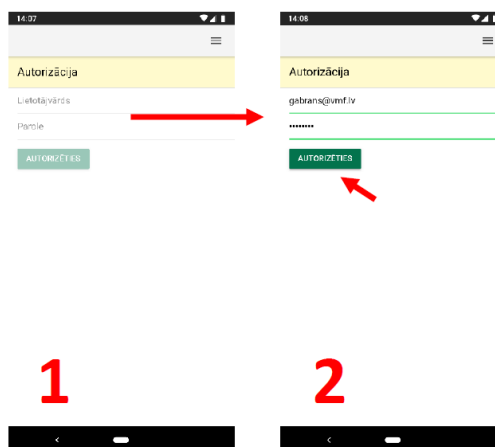 14:07
Autorizācija
Lietotājvārds
Parole
AUTORIZĒTIES
1
14:08
Autorizācija
gabrans@vmf.lv
••••••••
AUTORIZĒTIES
2